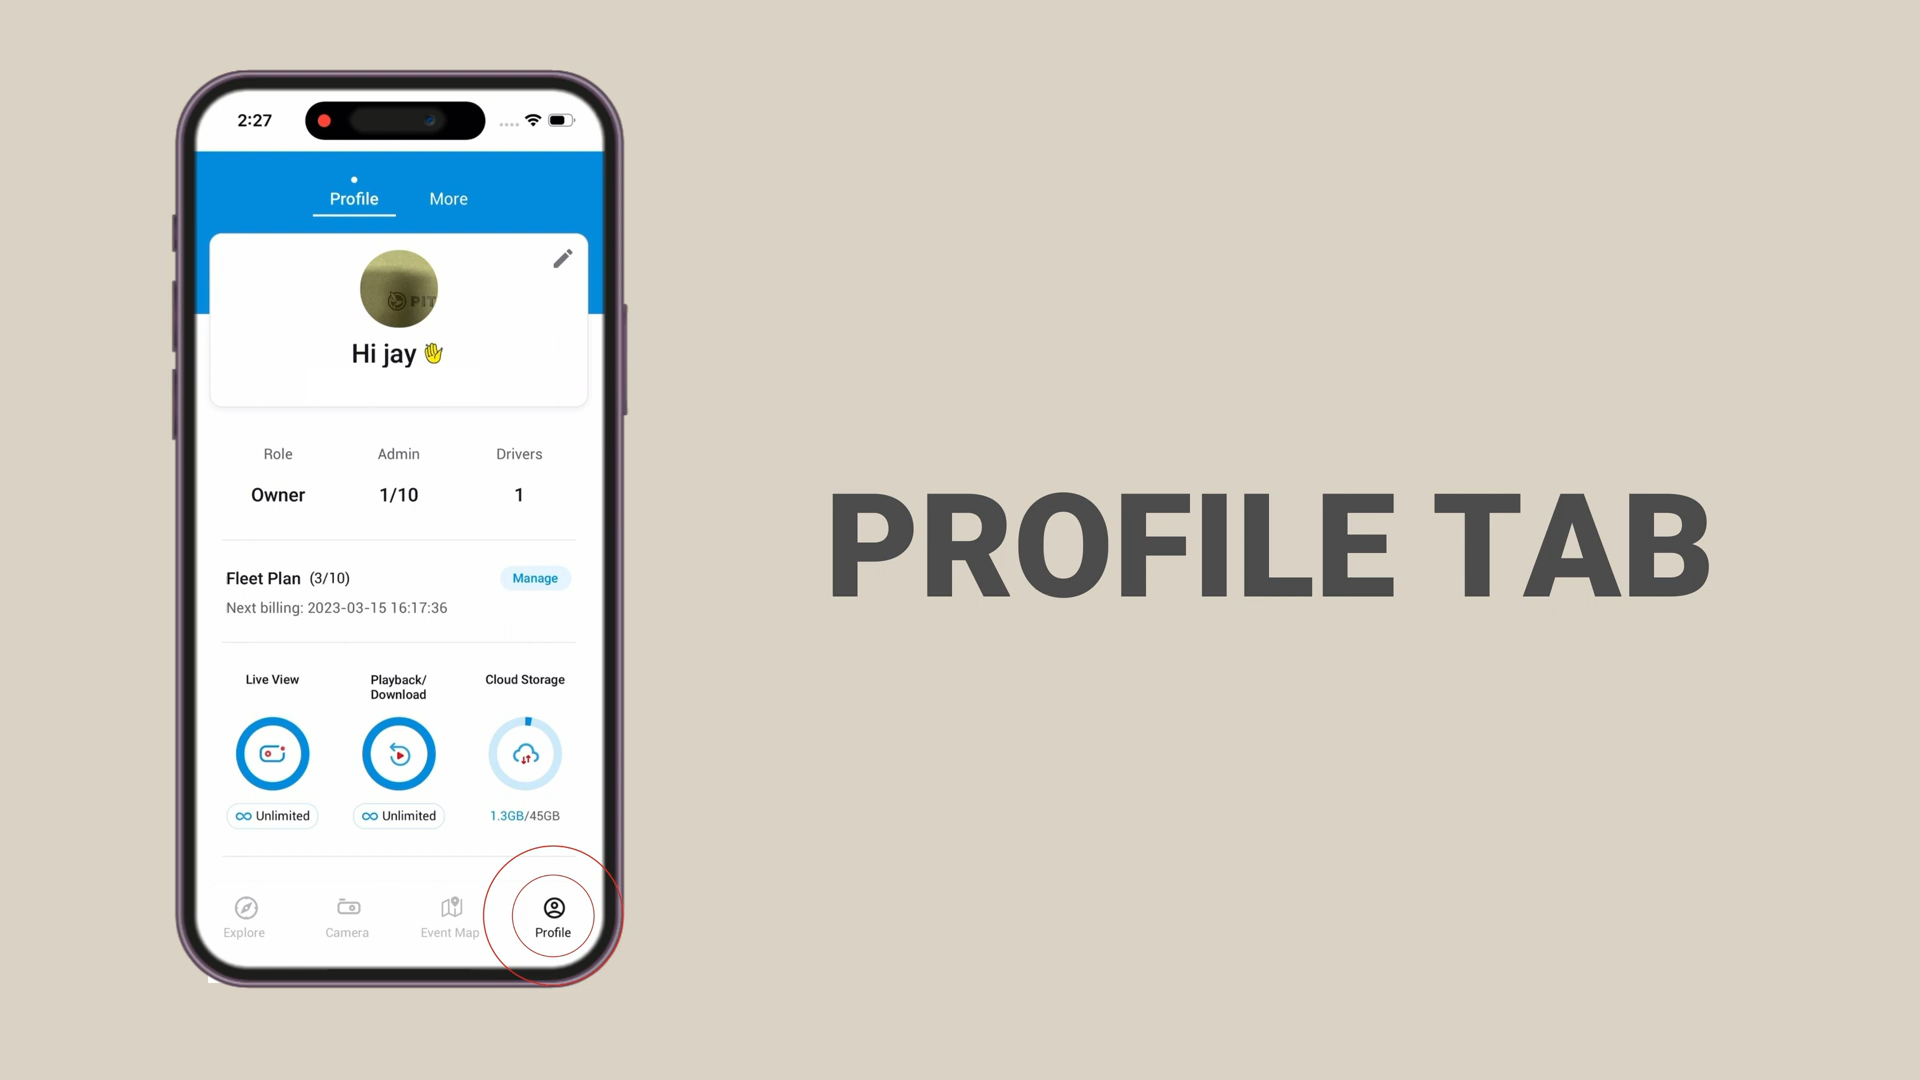 2:27
Profile More
PIT
Hi jay 👋
Role Admin Drivers
Owner 1/10 1
Fleet Plan (3/10) Manage
Next billing: 2023-03-15 16:17:36
Live View Playback/ Cloud Storage
Download
Unlimited Unlimited 1.3GB/45GB
Explore Camera Event Map Profile
PROFILE TAB